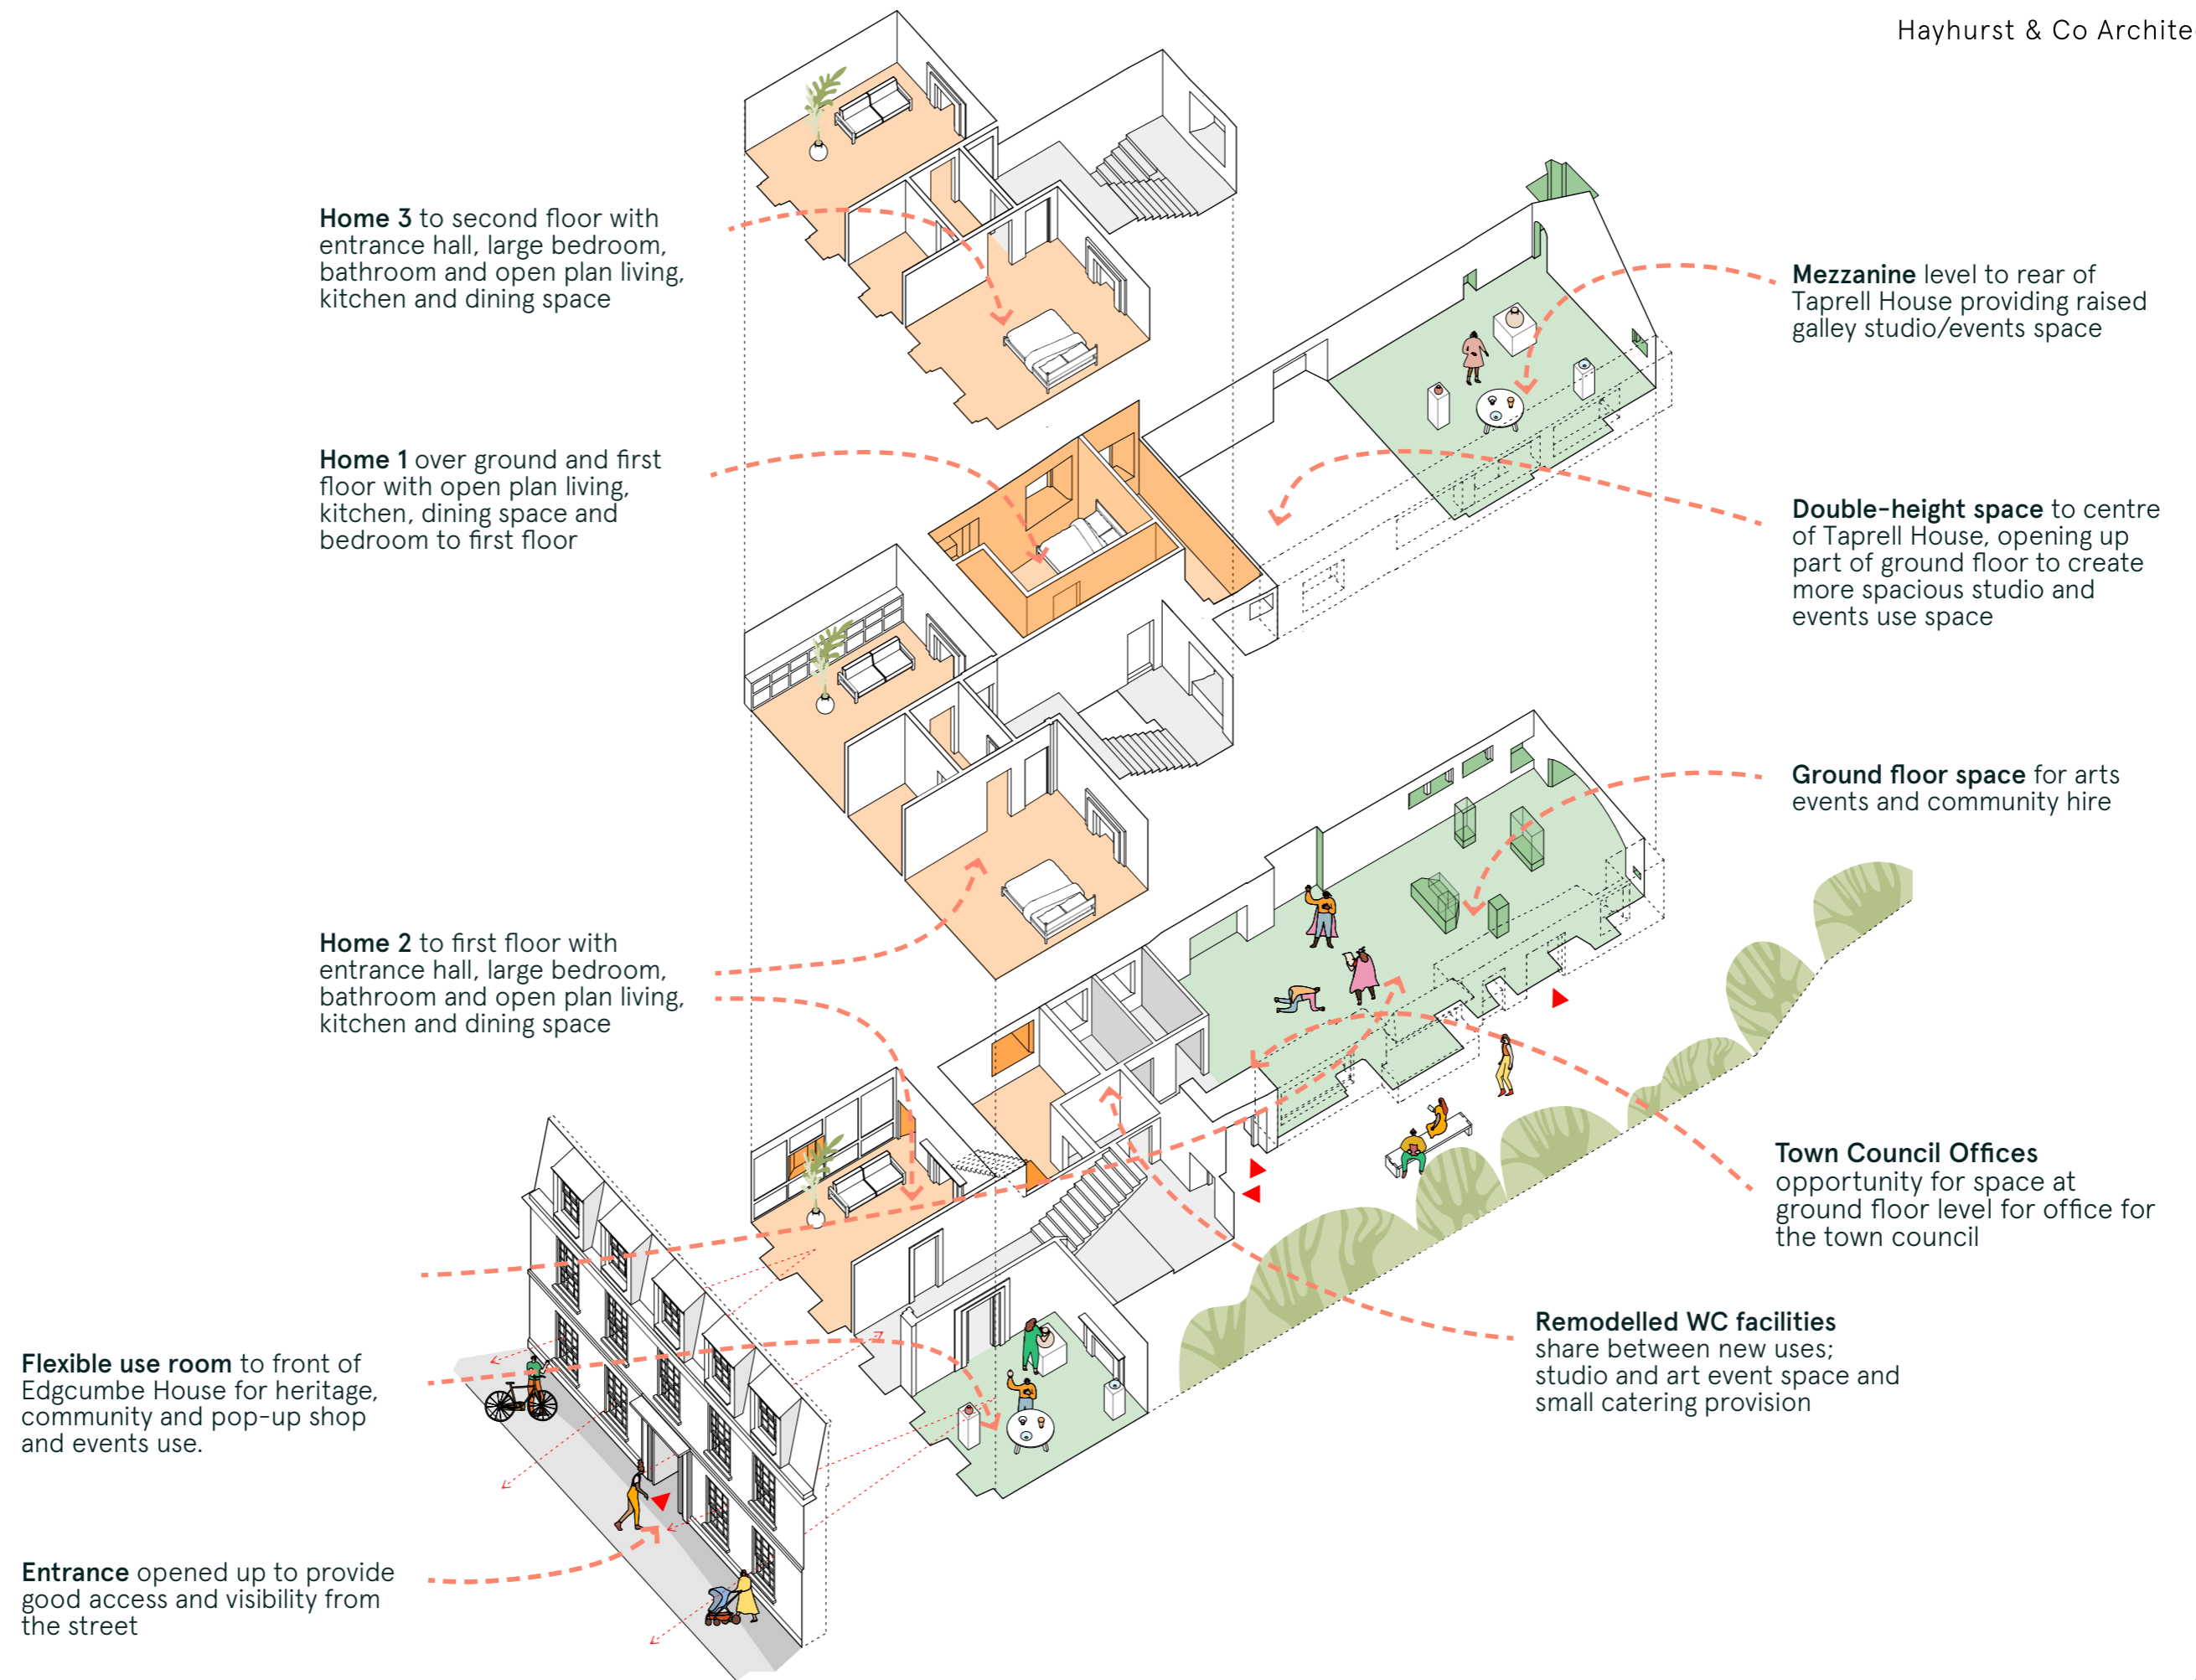 Hayhurst & Co Archite
Home 3 to second floor with
entrance hall, large bedroom,
bathroom and open plan living,
kitchen and dining space
Mezzanine level to rear of
Taprell House providing raised
galley studio/events space
Home 1 over ground and first
floor with open plan living,
kitchen, dining space and
bedroom to first floor
Double-height space to centre
of Taprell House, opening up
part of ground floor to create
more spacious studio and
events use space
Ground floor space for arts
events and community hire
Home 2 to first floor with
entrance hall, large bedroom,
bathroom and open plan living,
kitchen and dining space
Town Council Offices
opportunity for space at
ground floor level for office for
the town council
Remodelled WC facilities
share between new uses;
studio and art event space and
small catering provision
Flexible use room to front of
Edgcumbe House for heritage,
community and pop-up shop
and events use.
Entrance opened up to provide
good access and visibility from
the street